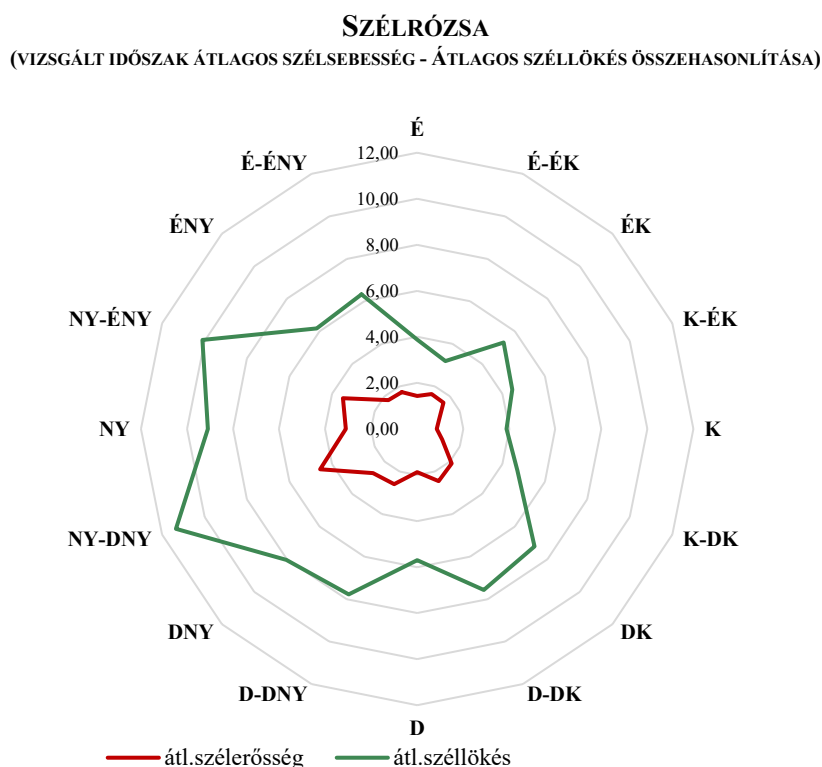 SZÉLRÓZSA
(VIZSGÁLT IDŐSZAK ÁTLAGOS SZÉLSEBESSÉG - ÁTLAGOS SZÉLLÖKÉS ÖSSZEHASONLÍTÁSA)
É
É-ÉNY
12,00
É-ÉK
10,00
ÉNY
ÉK
8,00
6,00
NY-ÉNY
K-ÉK
4,00
2,00
NY
0,00
K
NY-DNY
K-DK
DNY
DK
D-DNY
D-DK
D
átl.szélerősség
átl.széllökés